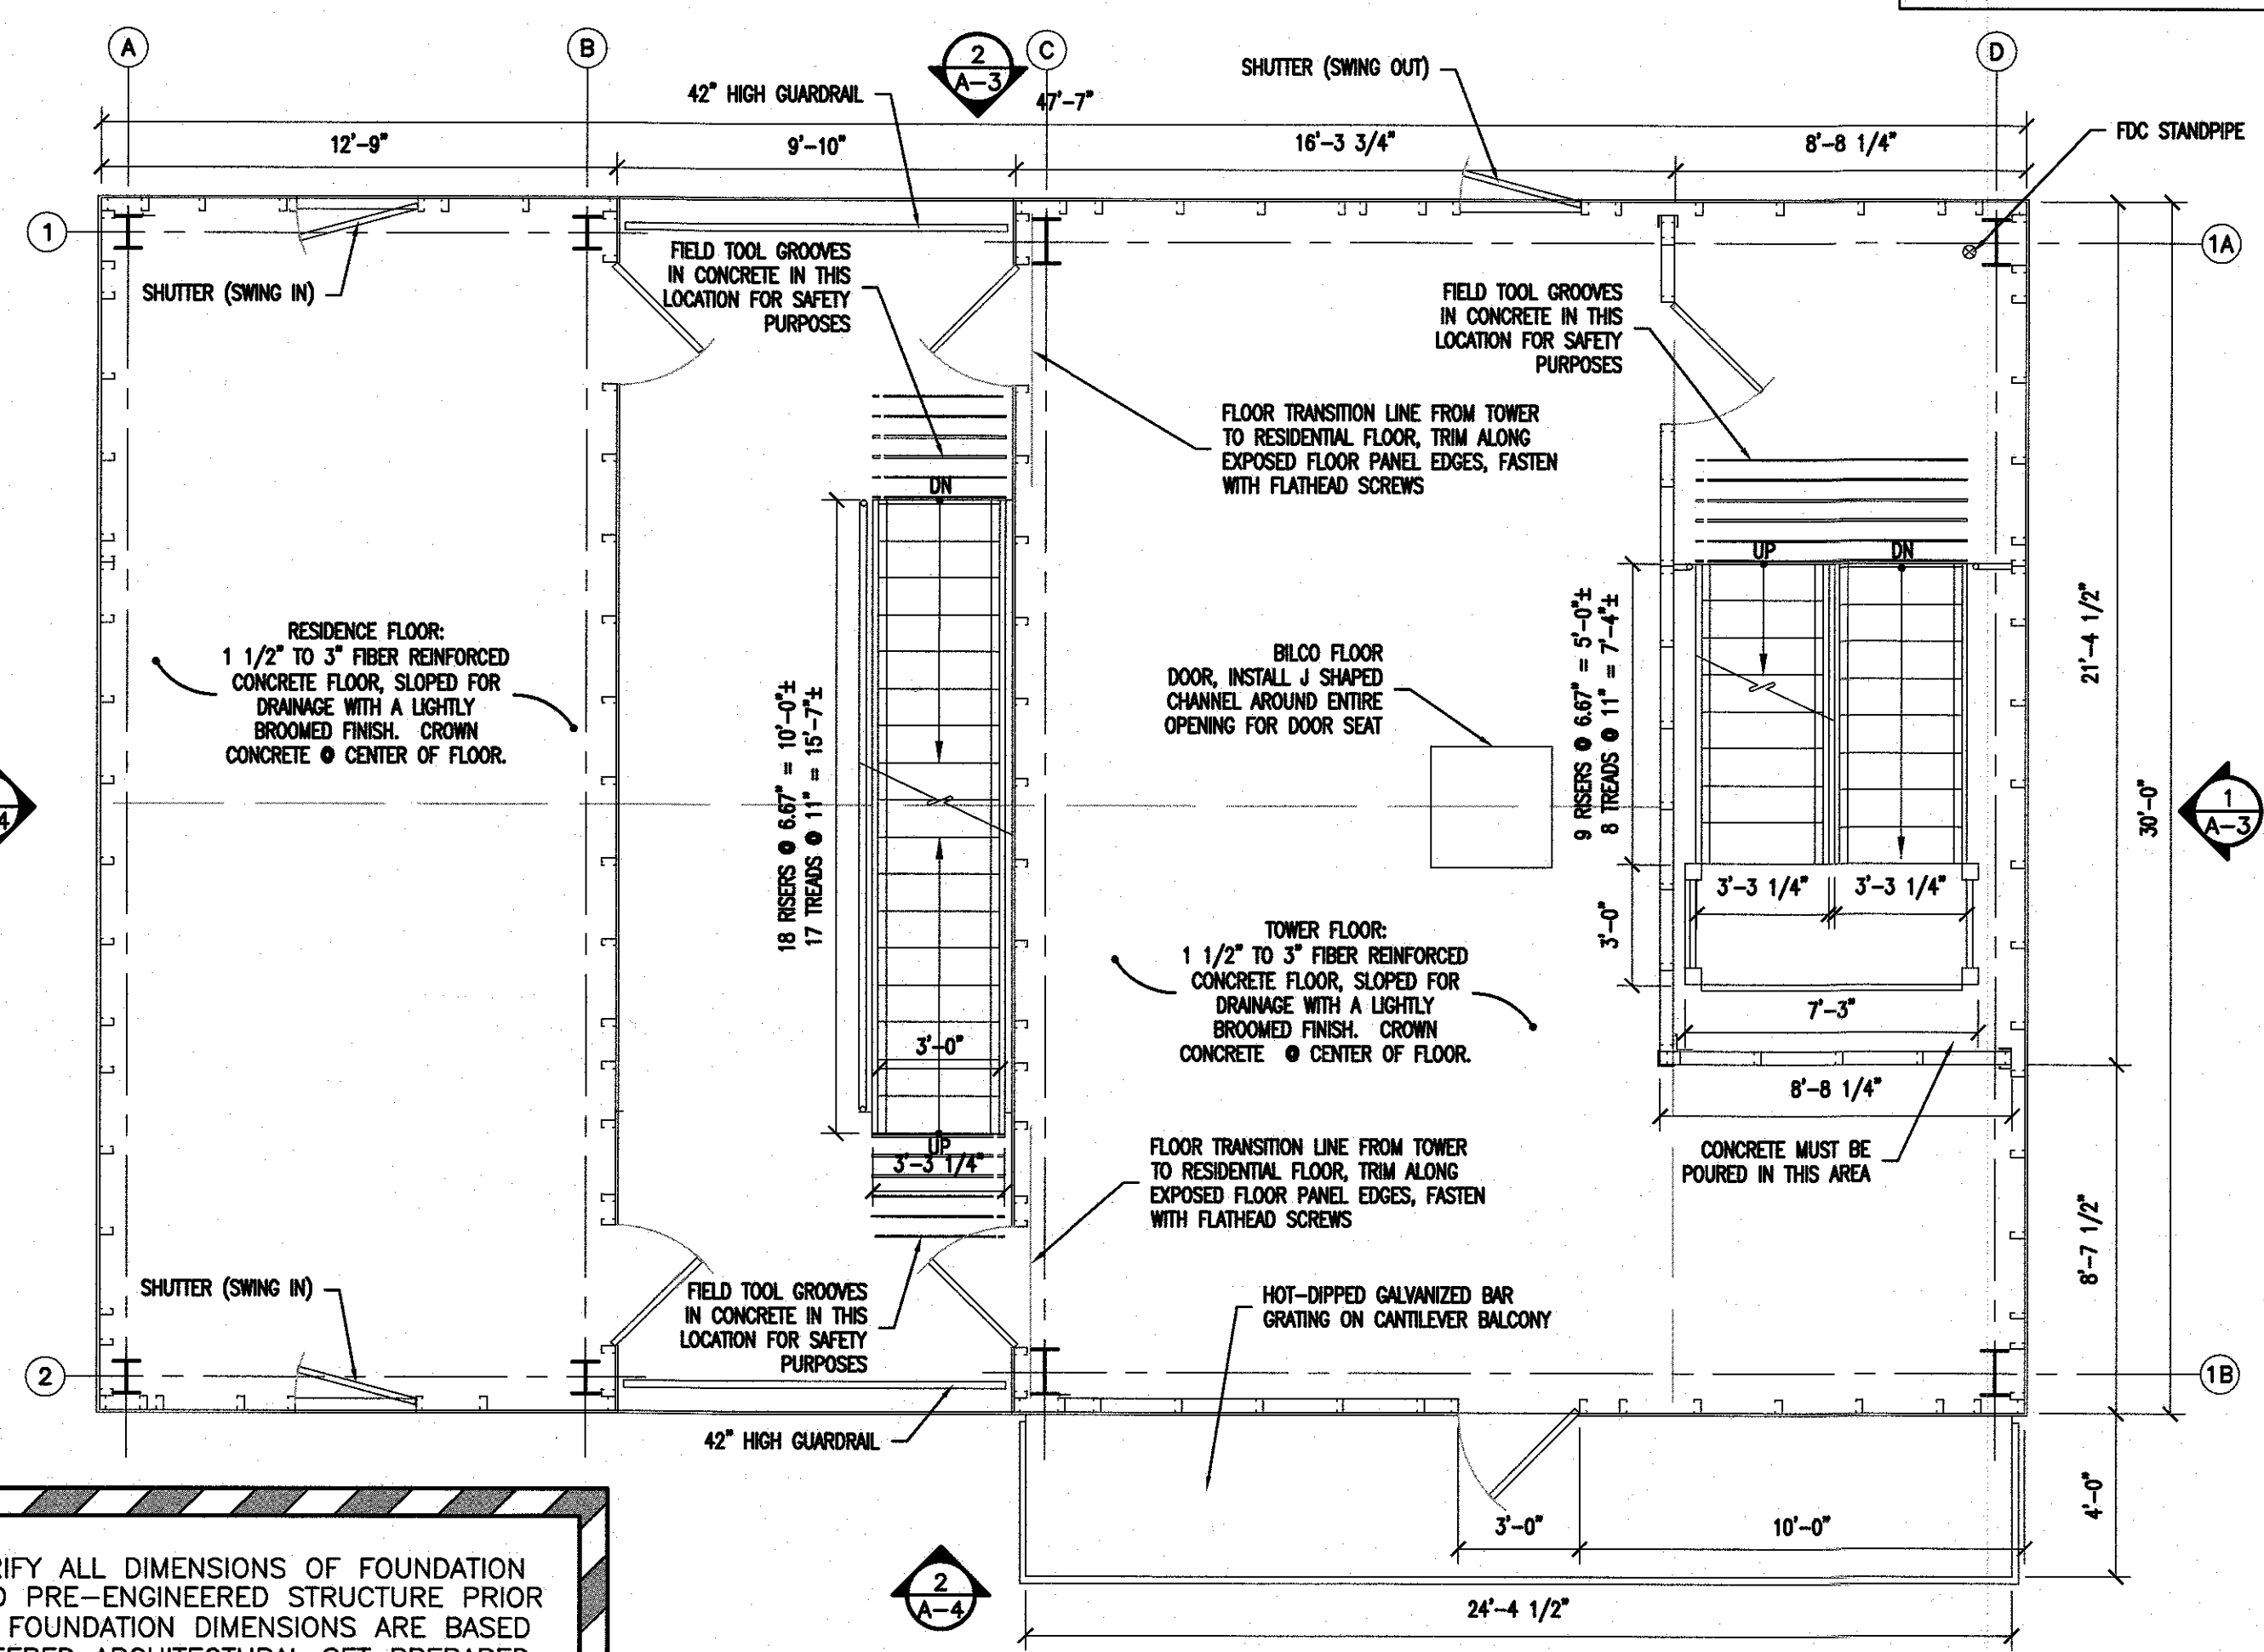 A
B
2
A-3
C
D
47'-7"
42" HIGH GUARDRAIL
SHUTTER (SWING OUT)
FDC STANDPIPE
12'-9"
9'-10"
16'-3 3/4"
8'-8 1/4"
1
1A
SHUTTER (SWING IN)
FIELD TOOL GROOVES
IN CONCRETE IN THIS
LOCATION FOR SAFETY
PURPOSES
FIELD TOOL GROOVES
IN CONCRETE IN THIS
LOCATION FOR SAFETY
PURPOSES
FLOOR TRANSITION LINE FROM TOWER
TO RESIDENTIAL FLOOR, TRIM ALONG
EXPOSED FLOOR PANEL EDGES, FASTEN
WITH FLATHEAD SCREWS
DN
UP
DN
RESIDENCE FLOOR:
1 1/2" TO 3" FIBER REINFORCED
CONCRETE FLOOR, SLOPED FOR
DRAINAGE WITH A LIGHTLY
BROOMED FINISH. CROWN
CONCRETE @ CENTER OF FLOOR.
18 RISERS @ 6.67" = 10'-0"±
17 TREADS @ 11" = 15'-7"±
BILCO FLOOR
DOOR, INSTALL J SHAPED
CHANNEL AROUND ENTIRE
OPENING FOR DOOR SEAT
9 RISERS @ 6.67" = 5'-0"±
8 TREADS @ 11" = 7'-4"±
21'-4 1/2"
30'-0"
1
A-3
4
3'-3 1/4"
3'-3 1/4"
3'-0"
TOWER FLOOR:
1 1/2" TO 3" FIBER REINFORCED
CONCRETE FLOOR, SLOPED FOR
DRAINAGE WITH A LIGHTLY
BROOMED FINISH. CROWN
CONCRETE @ CENTER OF FLOOR.
7'-3"
3'-0"
8'-8 1/4"
UP
3'-3 1/4"
FLOOR TRANSITION LINE FROM TOWER
TO RESIDENTIAL FLOOR, TRIM ALONG
EXPOSED FLOOR PANEL EDGES, FASTEN
WITH FLATHEAD SCREWS
CONCRETE MUST BE
POURED IN THIS AREA
8'-7 1/2"
SHUTTER (SWING IN)
FIELD TOOL GROOVES
IN CONCRETE IN THIS
LOCATION FOR SAFETY
PURPOSES
HOT-DIPPED GALVANIZED BAR
GRATING ON CANTILEVER BALCONY
2
1B
42" HIGH GUARDRAIL
3'-0"
10'-0"
4'-0"
2
A-4
24'-4 1/2"
ALL DIMENSIONS OF FOUNDATION
PRE-ENGINEERED STRUCTURE PRIOR
FOUNDATION DIMENSIONS ARE BASED
ARCHITECTURAL SET PREPARED